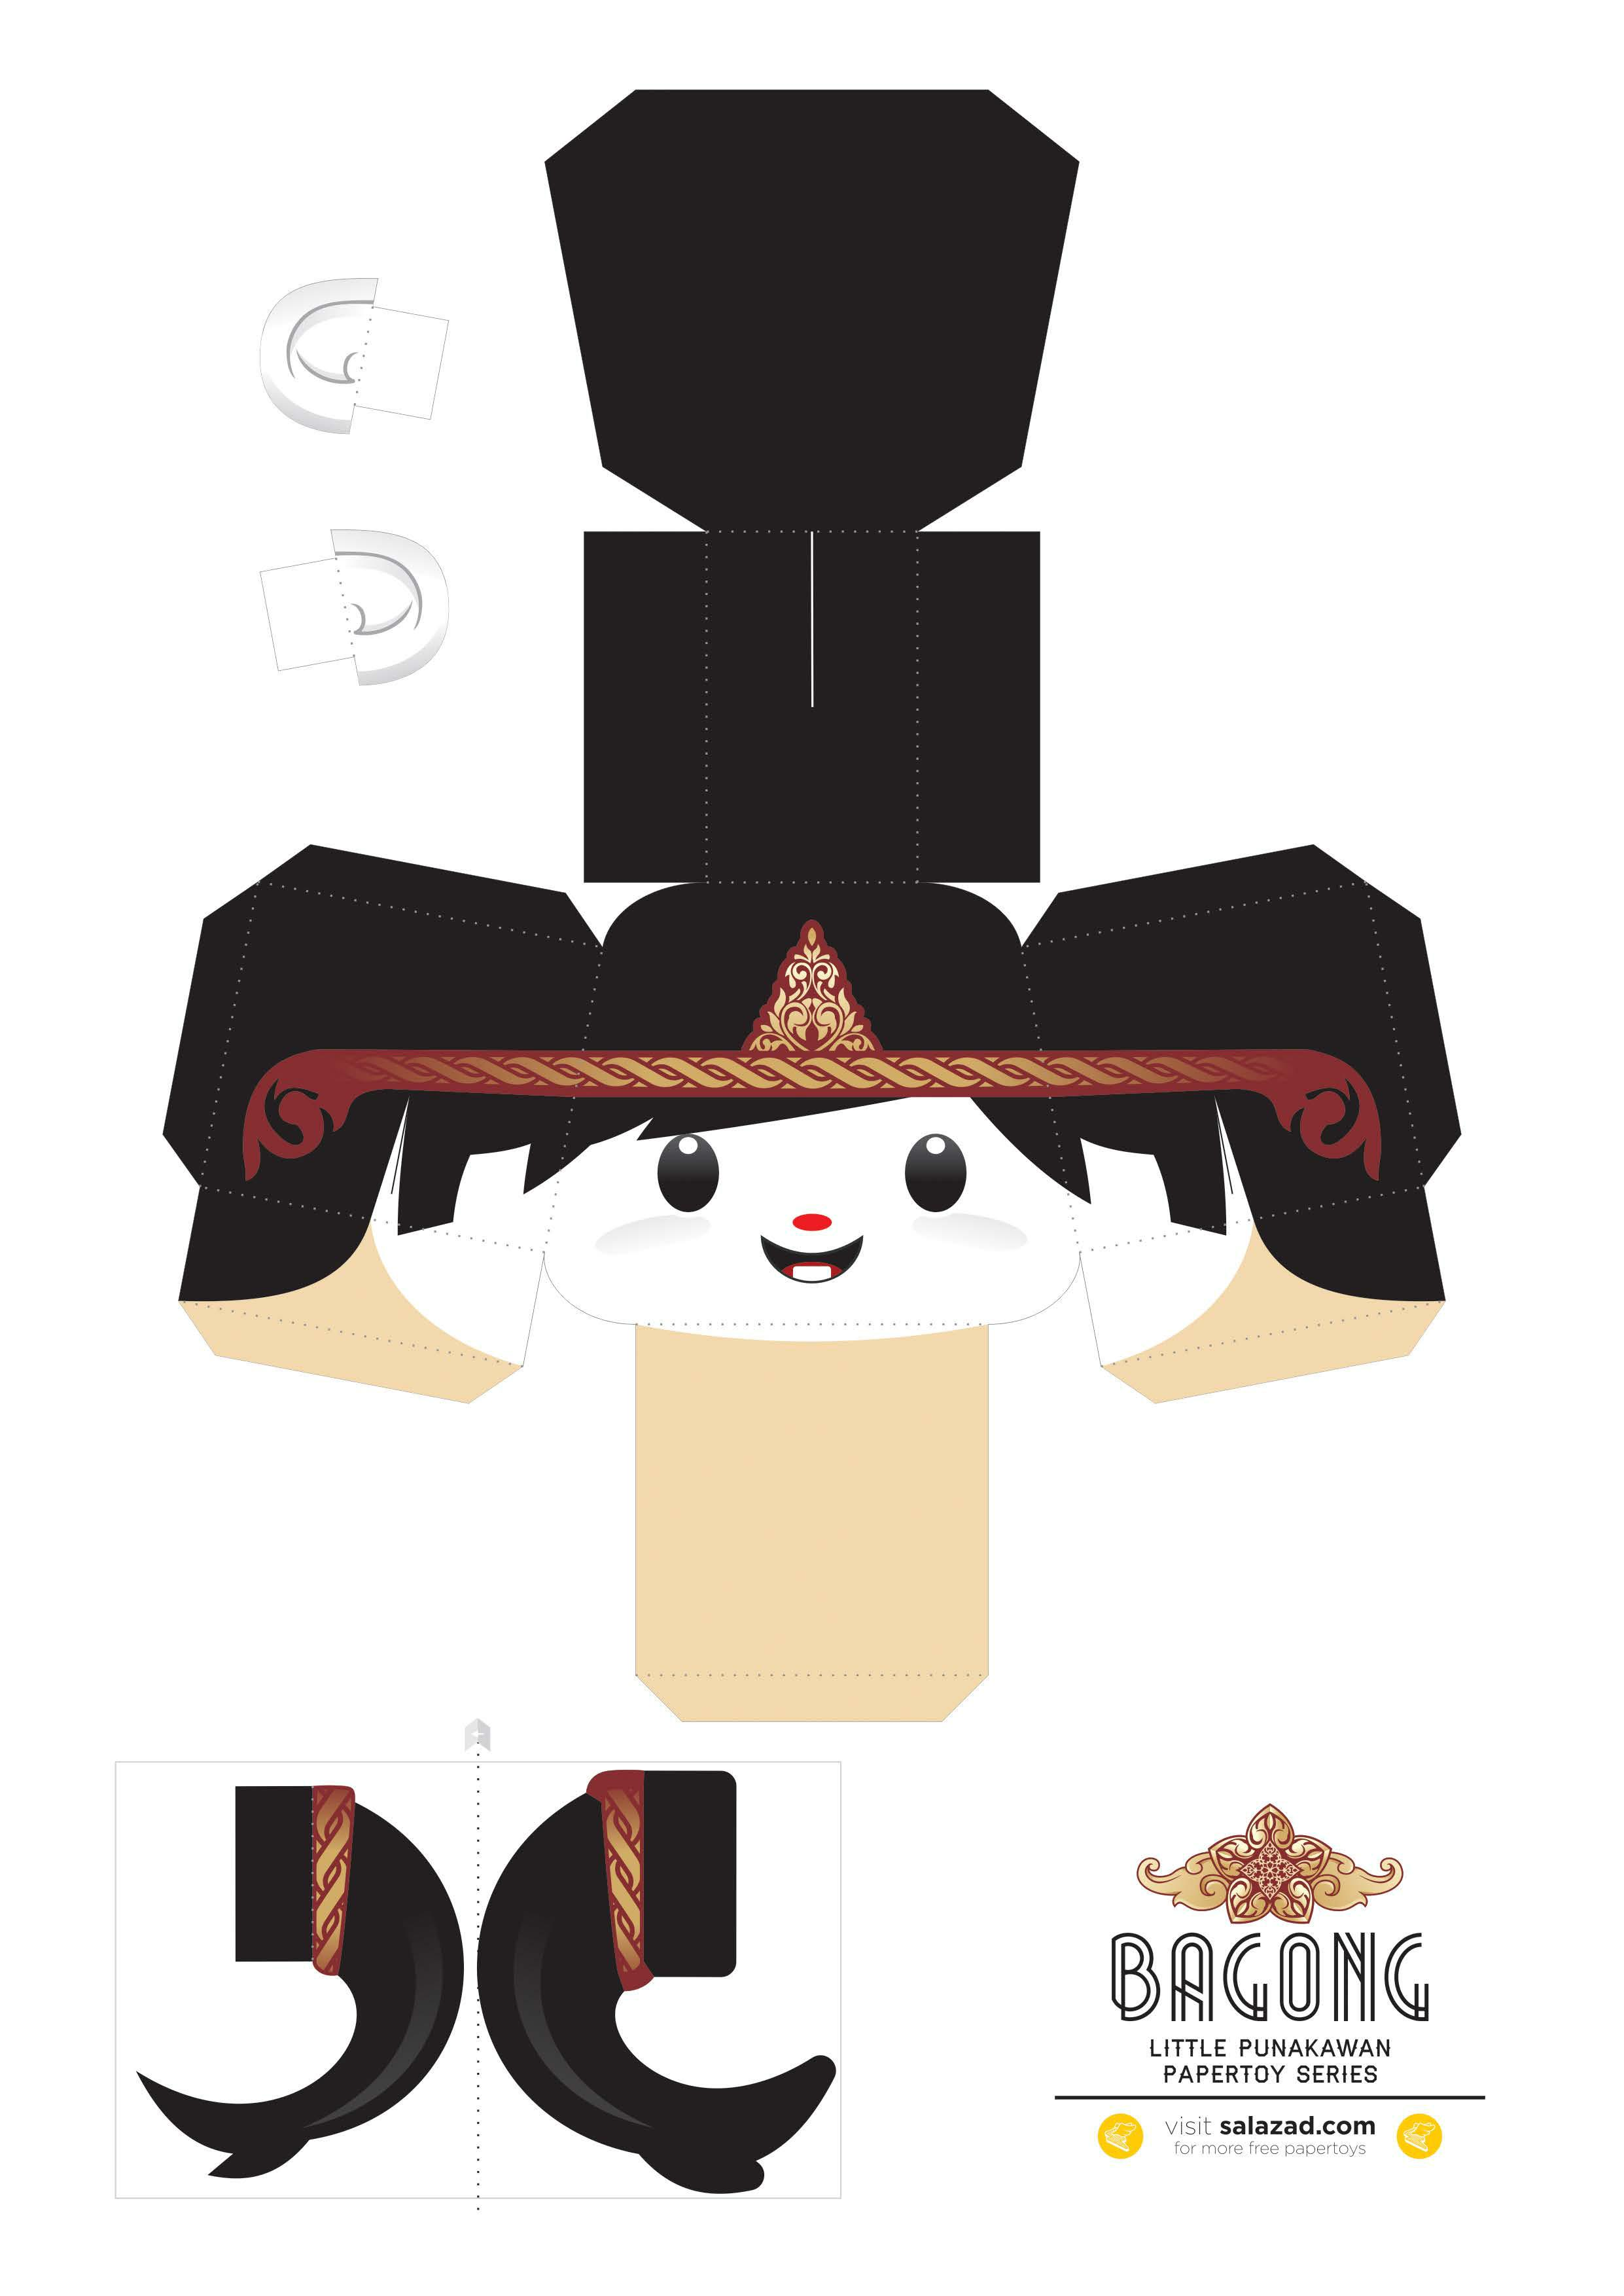 BAGONG
LITTLE PUNAKAWAN
PAPERTOY SERIES
visit salazad.com
for more free papertoys